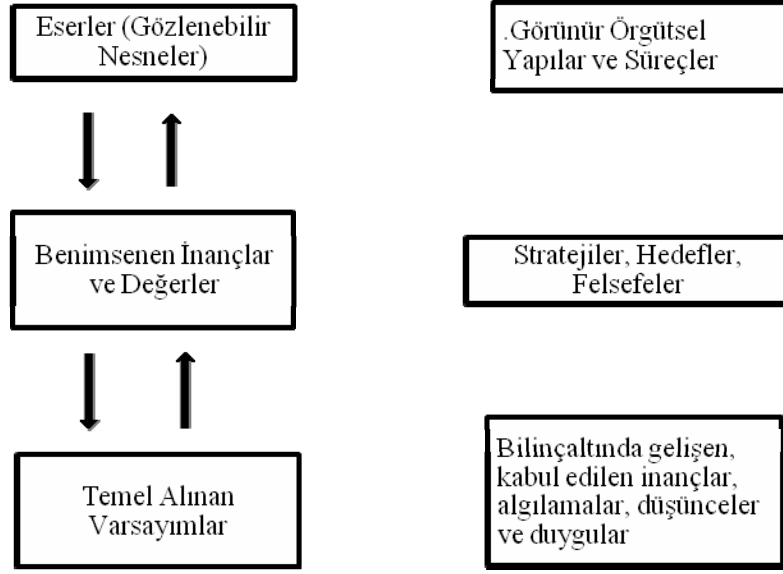 Eserler (Gözlenebilir
Nesneler)
.Görünür Örgütsel
Yapılar ve Süreçler
Benimsenen İnançlar
ve Değerler
Stratejiler, Hedefler,
Felsefeler
Temel Alınan
Varsayımlar
Bilinçaltında gelişen,
kabul edilen inançlar,
algılamalar, düşünceler
ve duygular